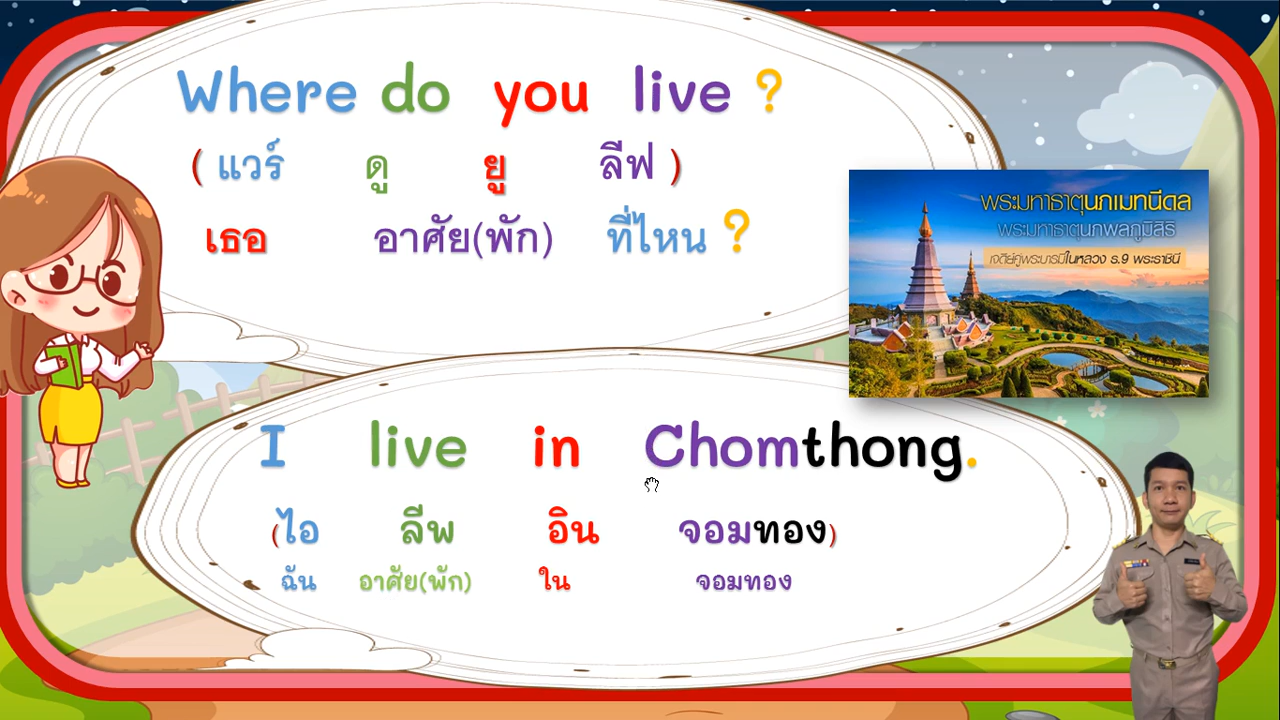 Where do you live ?
( แวร์ ดู ยู ลีฟ )
เธอ อาศัย(พัก) ที่ไหน ?
พระมหาธาตุนภเมทนีดล
พระมหาธาตุนภพลภูมิสิริ
เจดีย์คู่พระบารมีในหลวง ร.9 พระราชินี
I live in Chomthong.
(ไอ ลีฟ อิน จอมทอง)
ฉัน อาศัย(พัก) ใน จอมทอง